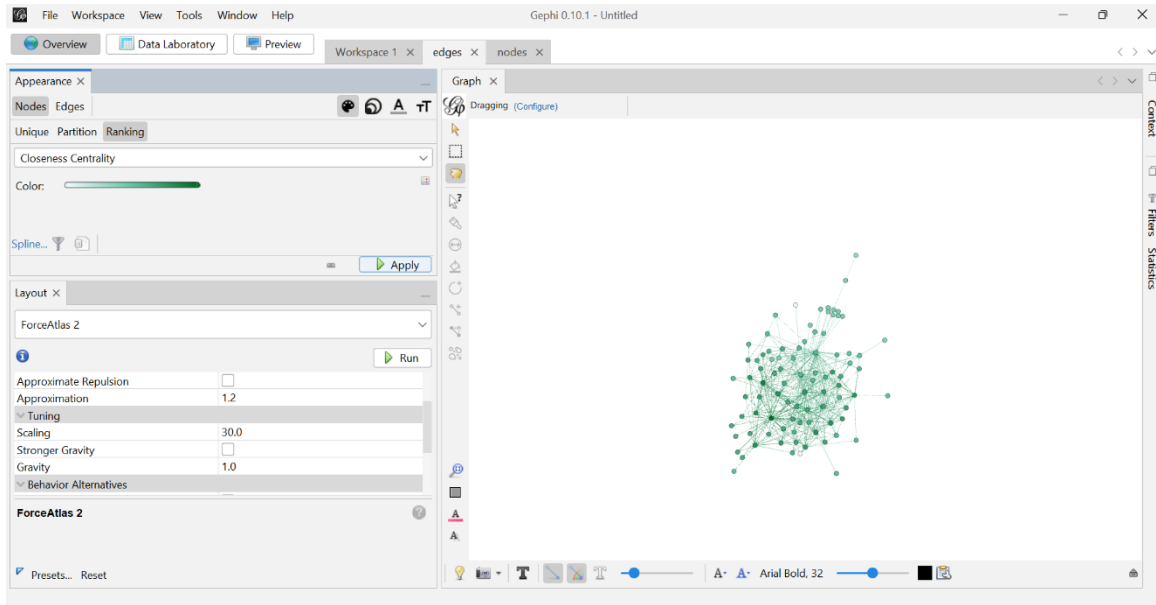 File Workspace View Tools Window Help Gephi 0.10.1 - Untitled
Overview Data Laboratory Preview Workspace 1 edges nodes
Appearance
Nodes Edges
Unique Partition Ranking
Closeness Centrality
Color:
Spline...
Apply
Layout
ForceAtlas 2
Run
Approximate Repulsion
Approximation 1.2
Tuning
Scaling 30.0
Stronger Gravity
Gravity 1.0
Behavior Alternatives
ForceAtlas 2
Presets... Reset
Graph
Dragging (Configure)
A- A+ Arial Bold, 32
Context
Filters
Statistics